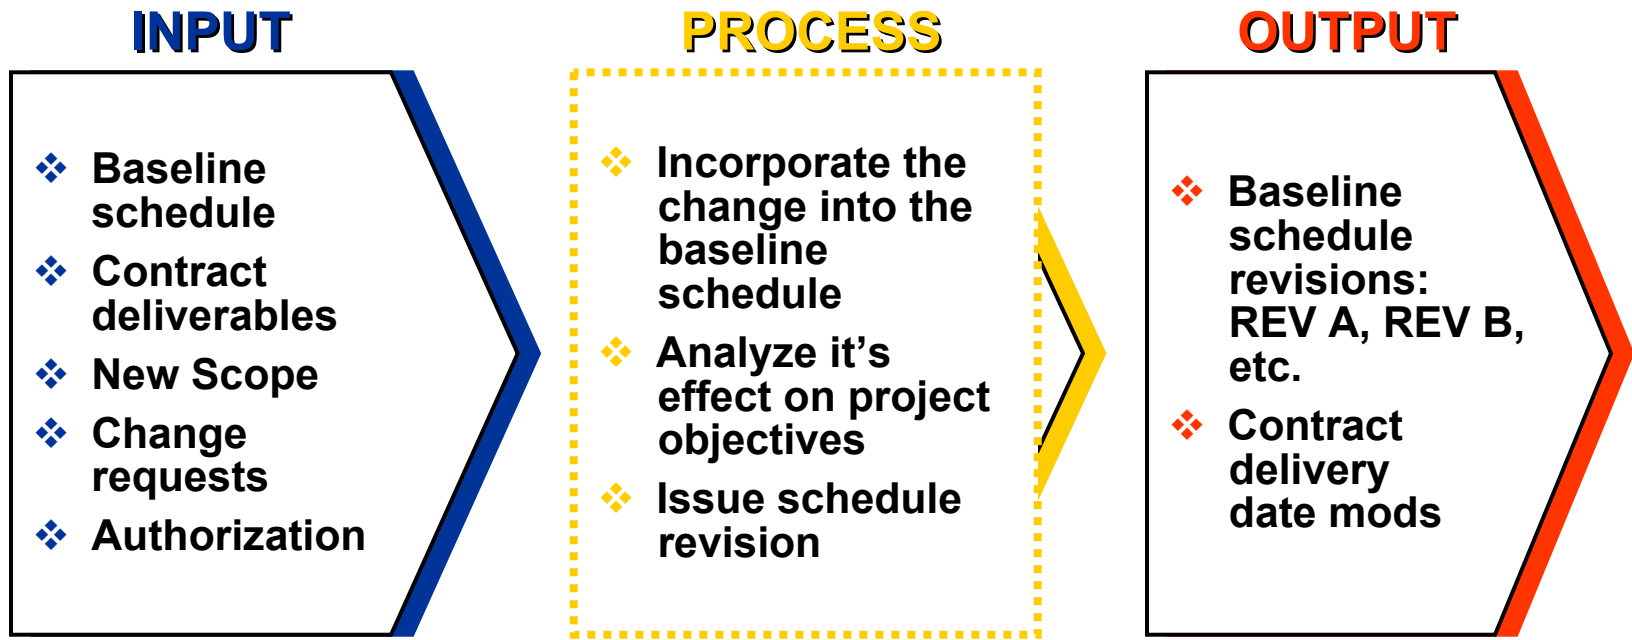 INPUT
Baseline
schedule
Contract
deliverables
New Scope
Change
requests
Authorization
PROCESS
Incorporate the
change into the
baseline
schedule
Analyze it’s
effect on project
objectives
Issue schedule
revision
OUTPUT
Baseline
schedule
revisions:
REV A, REV B,
etc.
Contract
delivery
date mods